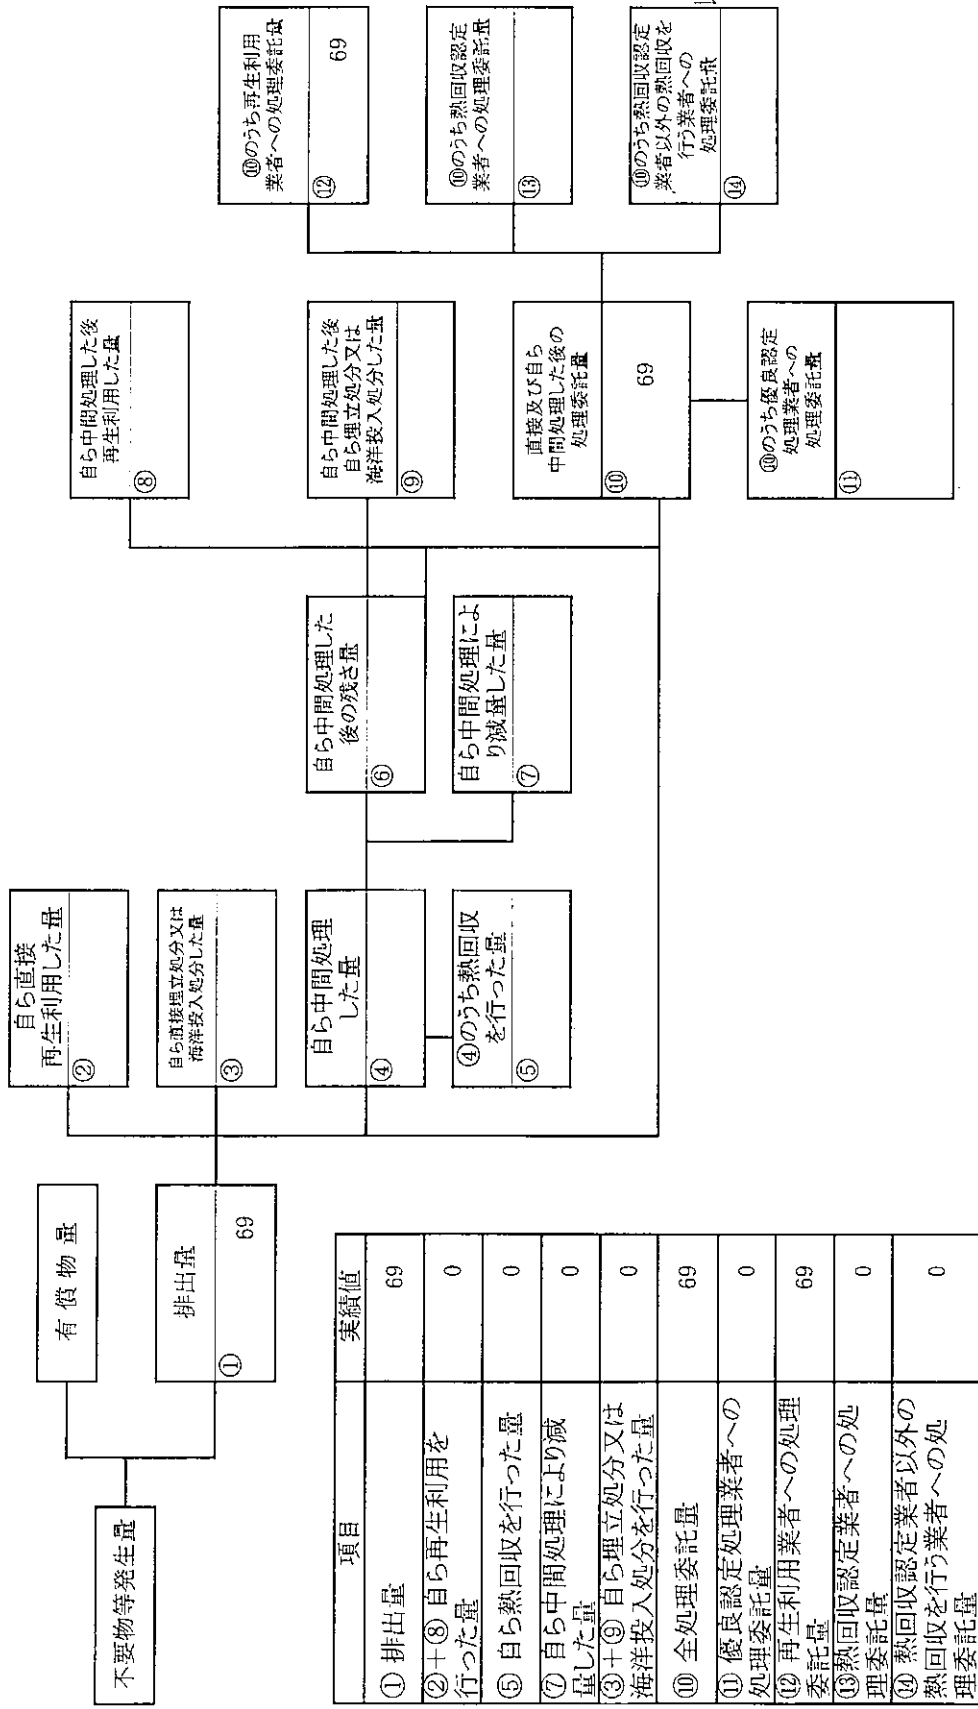 不要物等発生量
有償物量
排出量
①
69
自ら直接
再生利用した量
②
自ら直接埋立処分又は
海洋投入処分した量
③
自ら中間処理
した量
④
④のうち熱回収
を行った量
⑤
自ら中間処理した
後の残さ量
⑥
自ら中間処理によ
り減量した量
⑦
自ら中間処理した後
再生利用した量
⑧
自ら中間処理した後
自ら埋立処分又は
海洋投入処分した量
⑨
直接及び自ら
中間処理した後の
処理委託量
⑩
69
⑩のうち優良認定
処理業者への
処理委託量
⑪
⑩のうち再生利用
業者への処理委託量
⑫
69
⑩のうち熱回収認定
業者への処理委託量
⑬
⑩のうち熱回収認定
業者以外の熱回収を
行う業者への
処理委託量
⑭
項目 実績値
① 排出量 69
②+⑧ 自ら再生利用を
行った量 0
⑤ 自ら熱回収を行った量 0
⑦ 自ら中間処理により減
量した量 0
③+⑨ 自ら埋立処分又は
海洋投入処分を行った量 0
⑩ 全処理委託量 69
⑪ 優良認定処理業者への
処理委託量 0
⑫ 再生利用業者への処理
委託量 69
⑬熱回収認定業者への処
理委託量 0
⑭ 熱回収認定業者以外の
熱回収を行う業者への処
理委託量 0